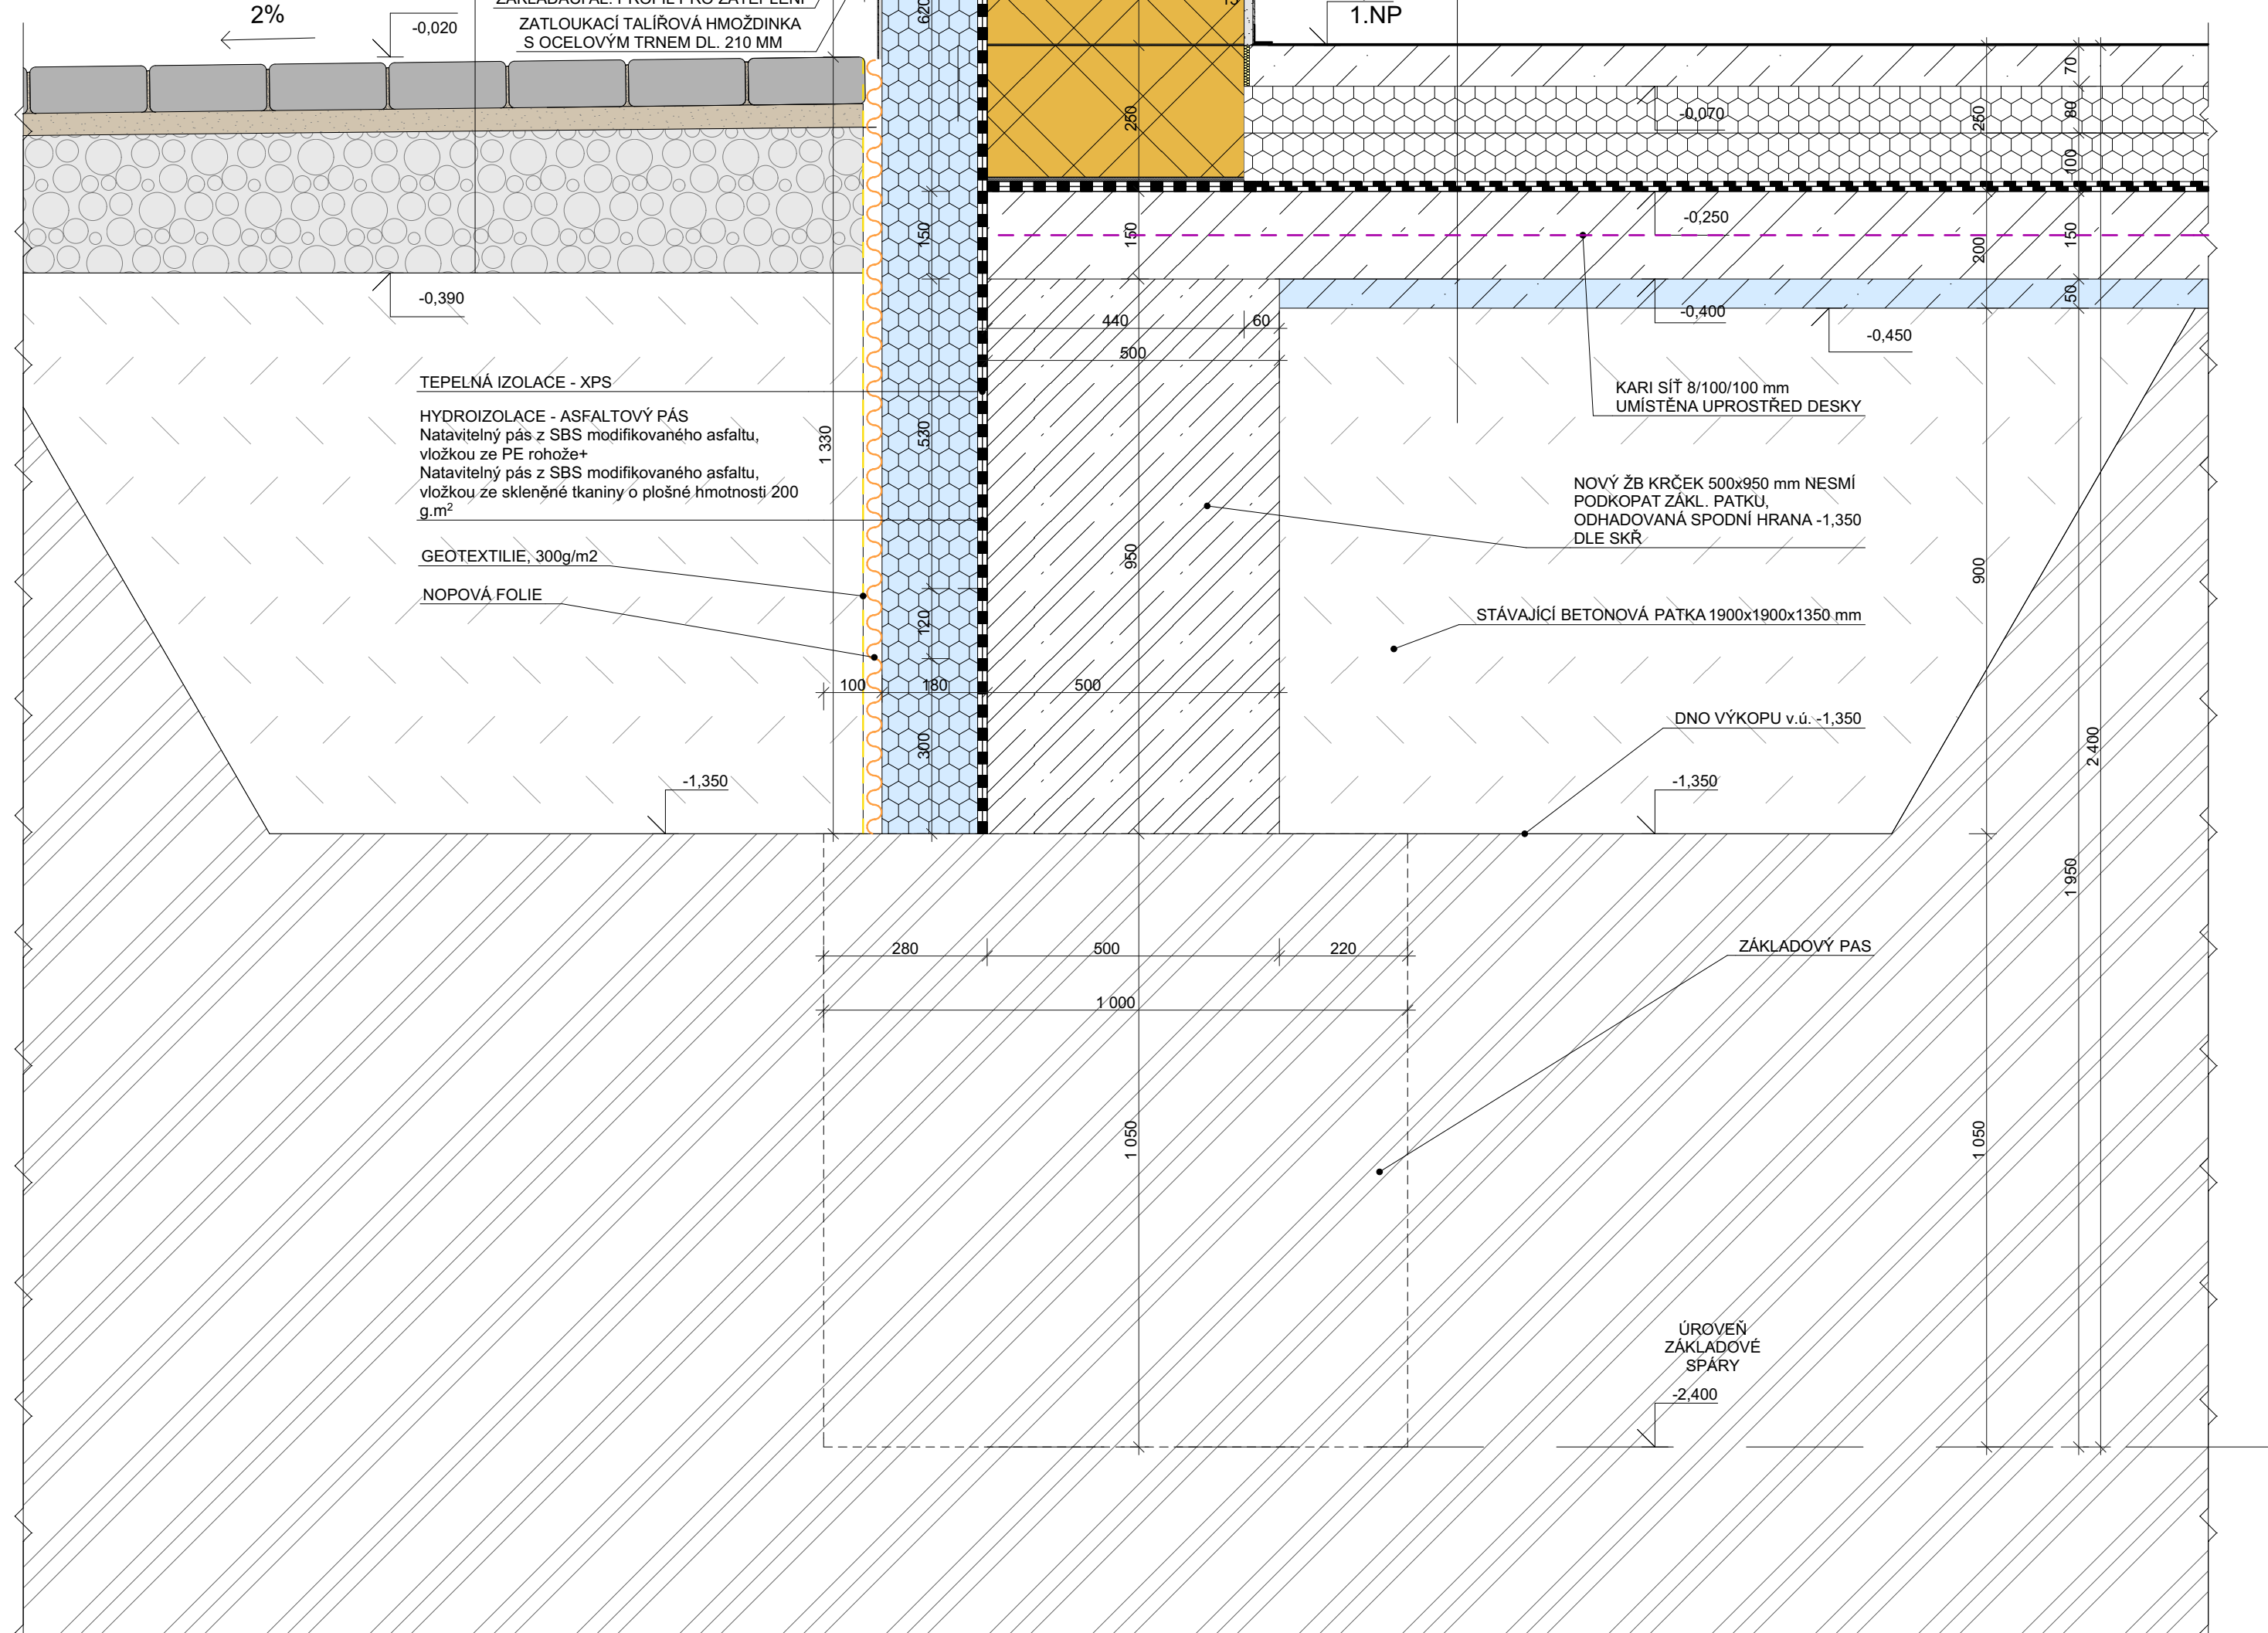 2%
-0,020
ZAKLÁDACÍ AL. PROFIL PRO ZATEPLENÍ
ZATLOUKACÍ TALÍŘOVÁ HMOŽDINKA
S OCELOVÝM TRNEM DL. 210 MM
620
15
1.NP
70
-0,070
250
250
80
100
-0,250
150
150
200
150
-0,390
-0,400
50
-0,450
440
60
500
TEPELNÁ IZOLACE - XPS
KARI SÍŤ 8/100/100 mm
UMÍSTĚNA UPROSTŘED DESKY
HYDROIZOLACE - ASFALTOVÝ PÁS
Natavitelný pás z SBS modifikovaného asfaltu,
vložkou ze PE rohože+
Natavitelný pás z SBS modifikovaného asfaltu,
vložkou ze skleněné tkaniny o plošné hmotnosti 200
g.m²
1 330
530
NOVÝ ŽB KRČEK 500x950 mm NESMÍ
PODKOPAT ZÁKL. PATKU,
ODHADOVANÁ SPODNÍ HRANA -1,350
DLE SKŘ
GEOTEXTILIE, 300g/m2
950
900
NOPOVÁ FOLIE
120
STÁVAJÍCÍ BETONOVÁ PATKA 1900x1900x1350 mm
100
180
500
DNO VÝKOPU v.ú. -1,350
300
2 400
-1,350
-1,350
1 950
280
500
220
ZÁKLADOVÝ PAS
1 000
1 050
1 050
ÚROVEŇ
ZÁKLADOVÉ
SPÁRY
-2,400